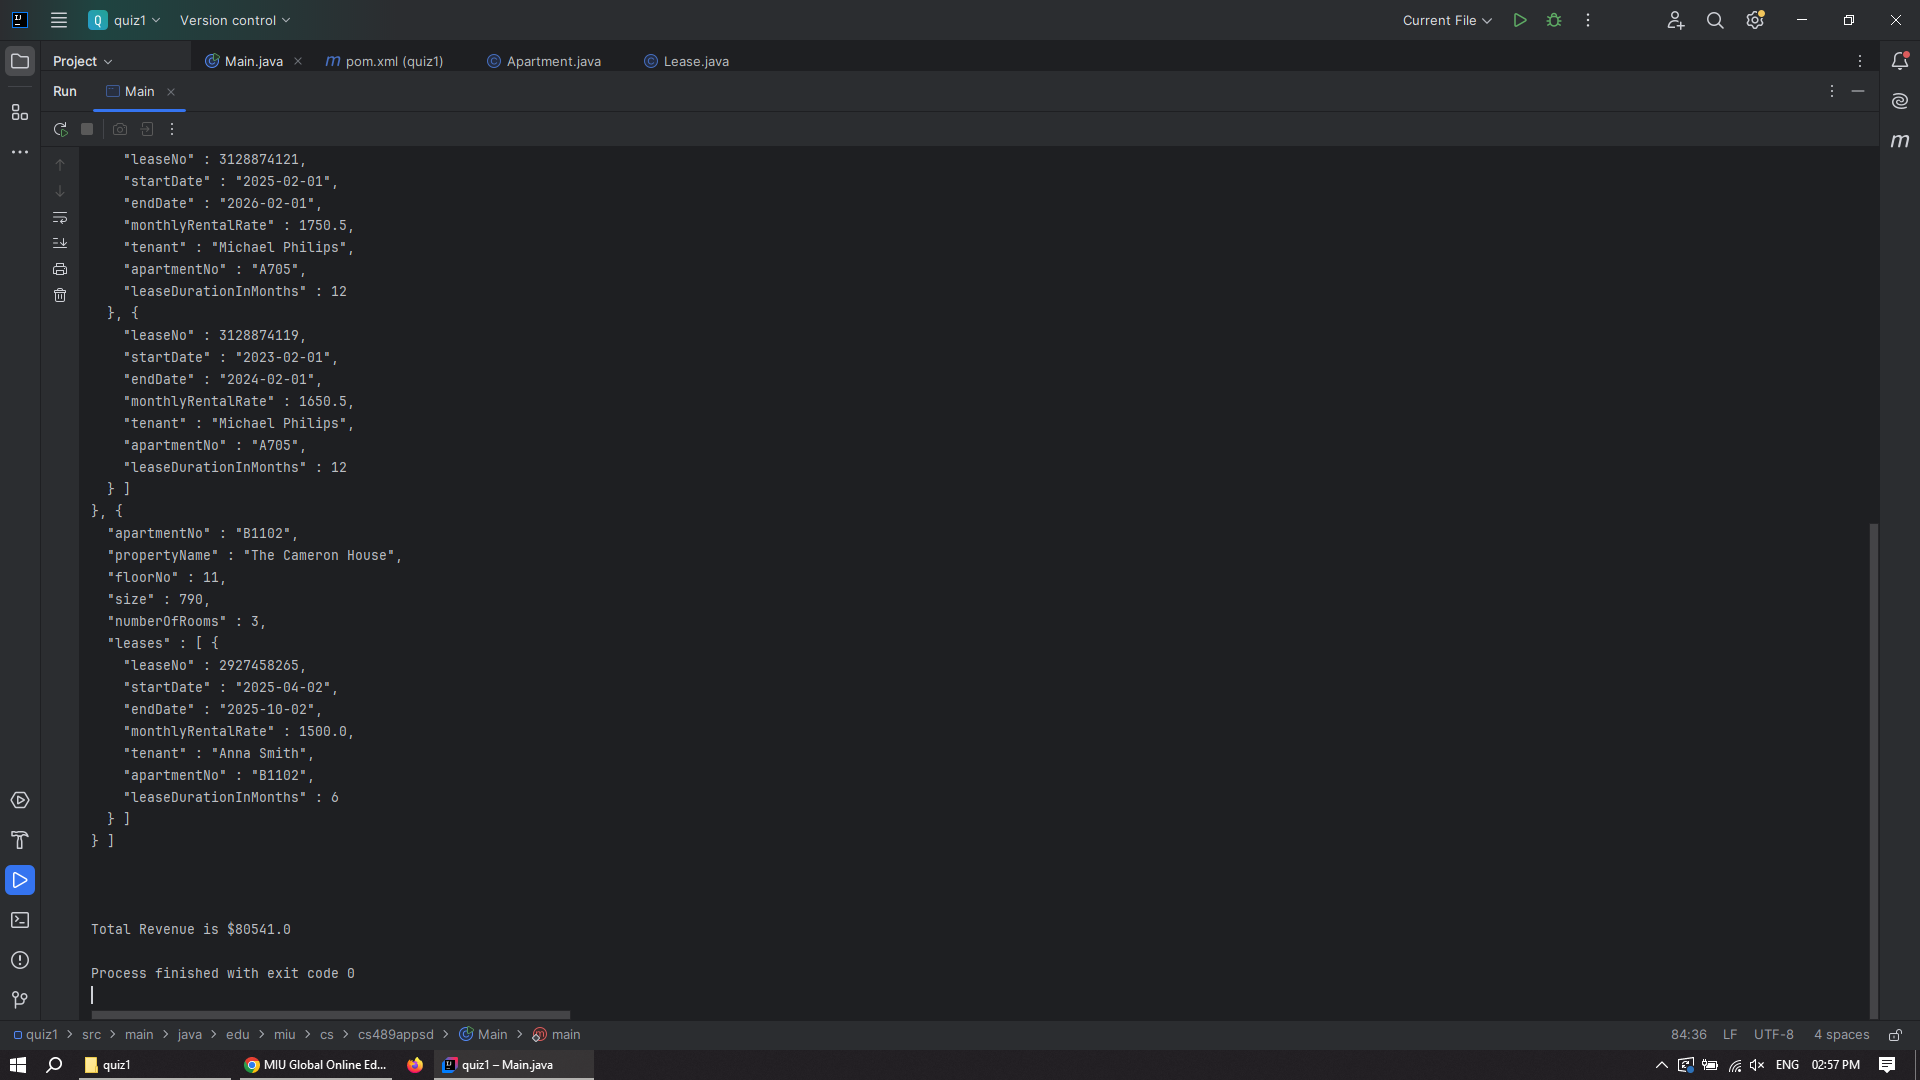 Q quiz1 Version control Current File
Project Main.java m pom.xml (quiz1) C Apartment.java C Lease.java
Run Main
m
"leaseNo" : 3128874121,
"startDate" : "2025-02-01",
"endDate" : "2026-02-01",
"monthlyRentalRate" : 1750.5,
"tenant" : "Michael Philips",
"apartmentNo" : "A705",
"leaseDurationInMonths" : 12
}, {
"leaseNo" : 3128874119,
"startDate" : "2023-02-01",
"endDate" : "2024-02-01",
"monthlyRentalRate" : 1650.5,
"tenant" : "Michael Philips",
"apartmentNo" : "A705",
"leaseDurationInMonths" : 12
} ]
}, {
"apartmentNo" : "B1102",
"propertyName" : "The Cameron House",
"floorNo" : 11,
"size" : 790,
"numberOfRooms" : 3,
"leases" : [ {
"leaseNo" : 2927458265,
"startDate" : "2025-04-02",
"endDate" : "2025-10-02",
"monthlyRentalRate" : 1500.0,
"tenant" : "Anna Smith",
"apartmentNo" : "B1102",
"leaseDurationInMonths" : 6
} ]
} ]
Total Revenue is $80541.0
Process finished with exit code 0
quiz1 > src > main > java > edu > miu > cs > cs489appsd > Main > main 84:36 LF UTF-8 4 spaces
quiz1 MIU Global Online Ed... quiz1 – Main.java ENG 02:57 PM